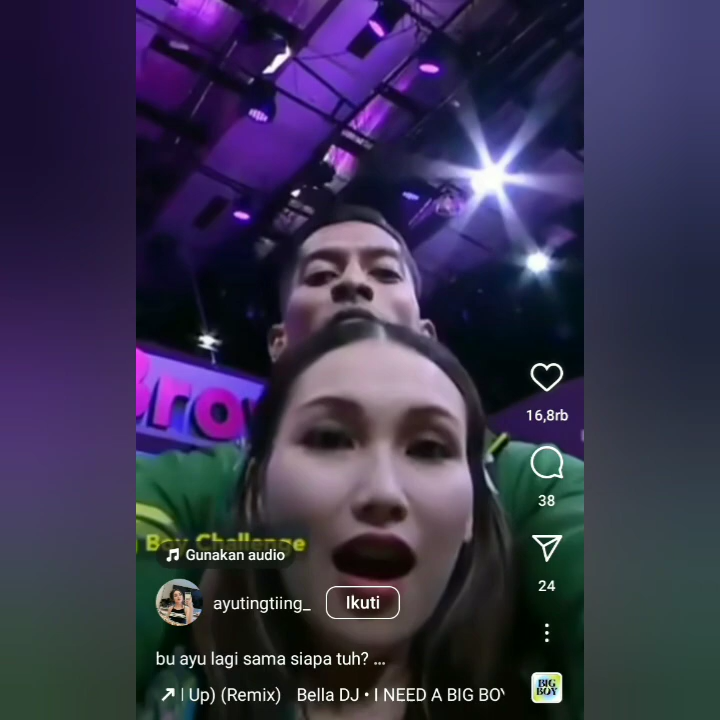 Bro
16,8rb
38
Boy Challenge
Gunakan audio
24
ayutingtiing_
Ikuti
bu ayu lagi sama siapa tuh? ...
BIG
BOY
l Up) (Remix) Bella DJ • I NEED A BIG BO